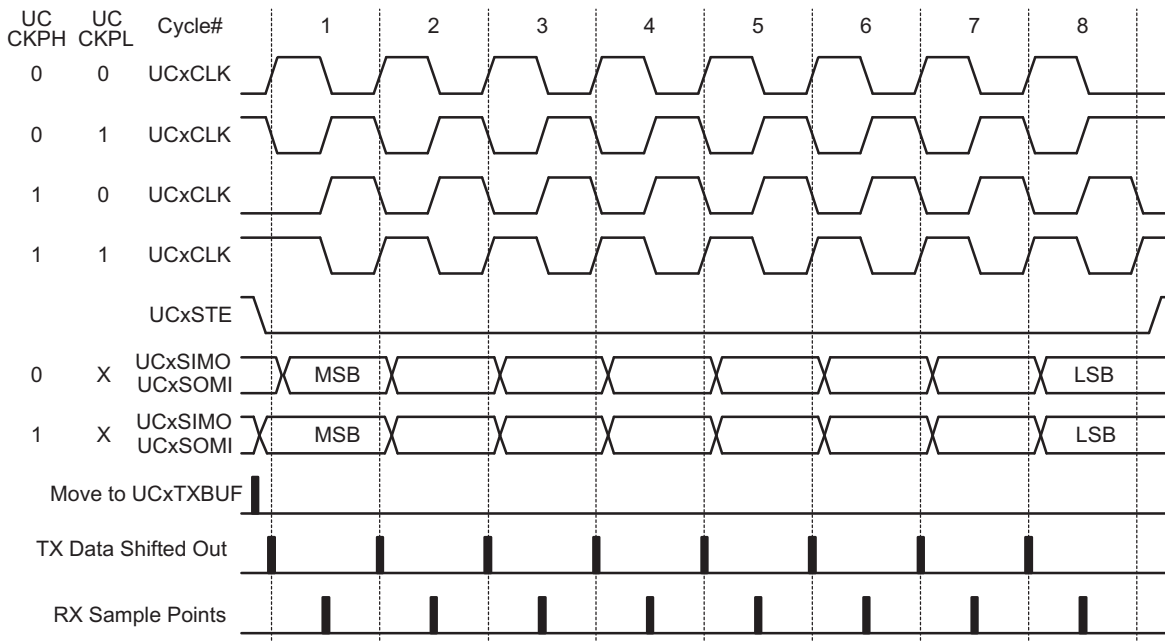 UC CKPH UC CKPL Cycle# 1 2 3 4 5 6 7 8
0 0 UCxCLK
0 1 UCxCLK
1 0 UCxCLK
1 1 UCxCLK
UCxSTE
0 X UCxSIMO UCxSOMI MSB LSB
1 X UCxSIMO UCxSOMI MSB LSB
Move to UCxTXBUF
TX Data Shifted Out
RX Sample Points